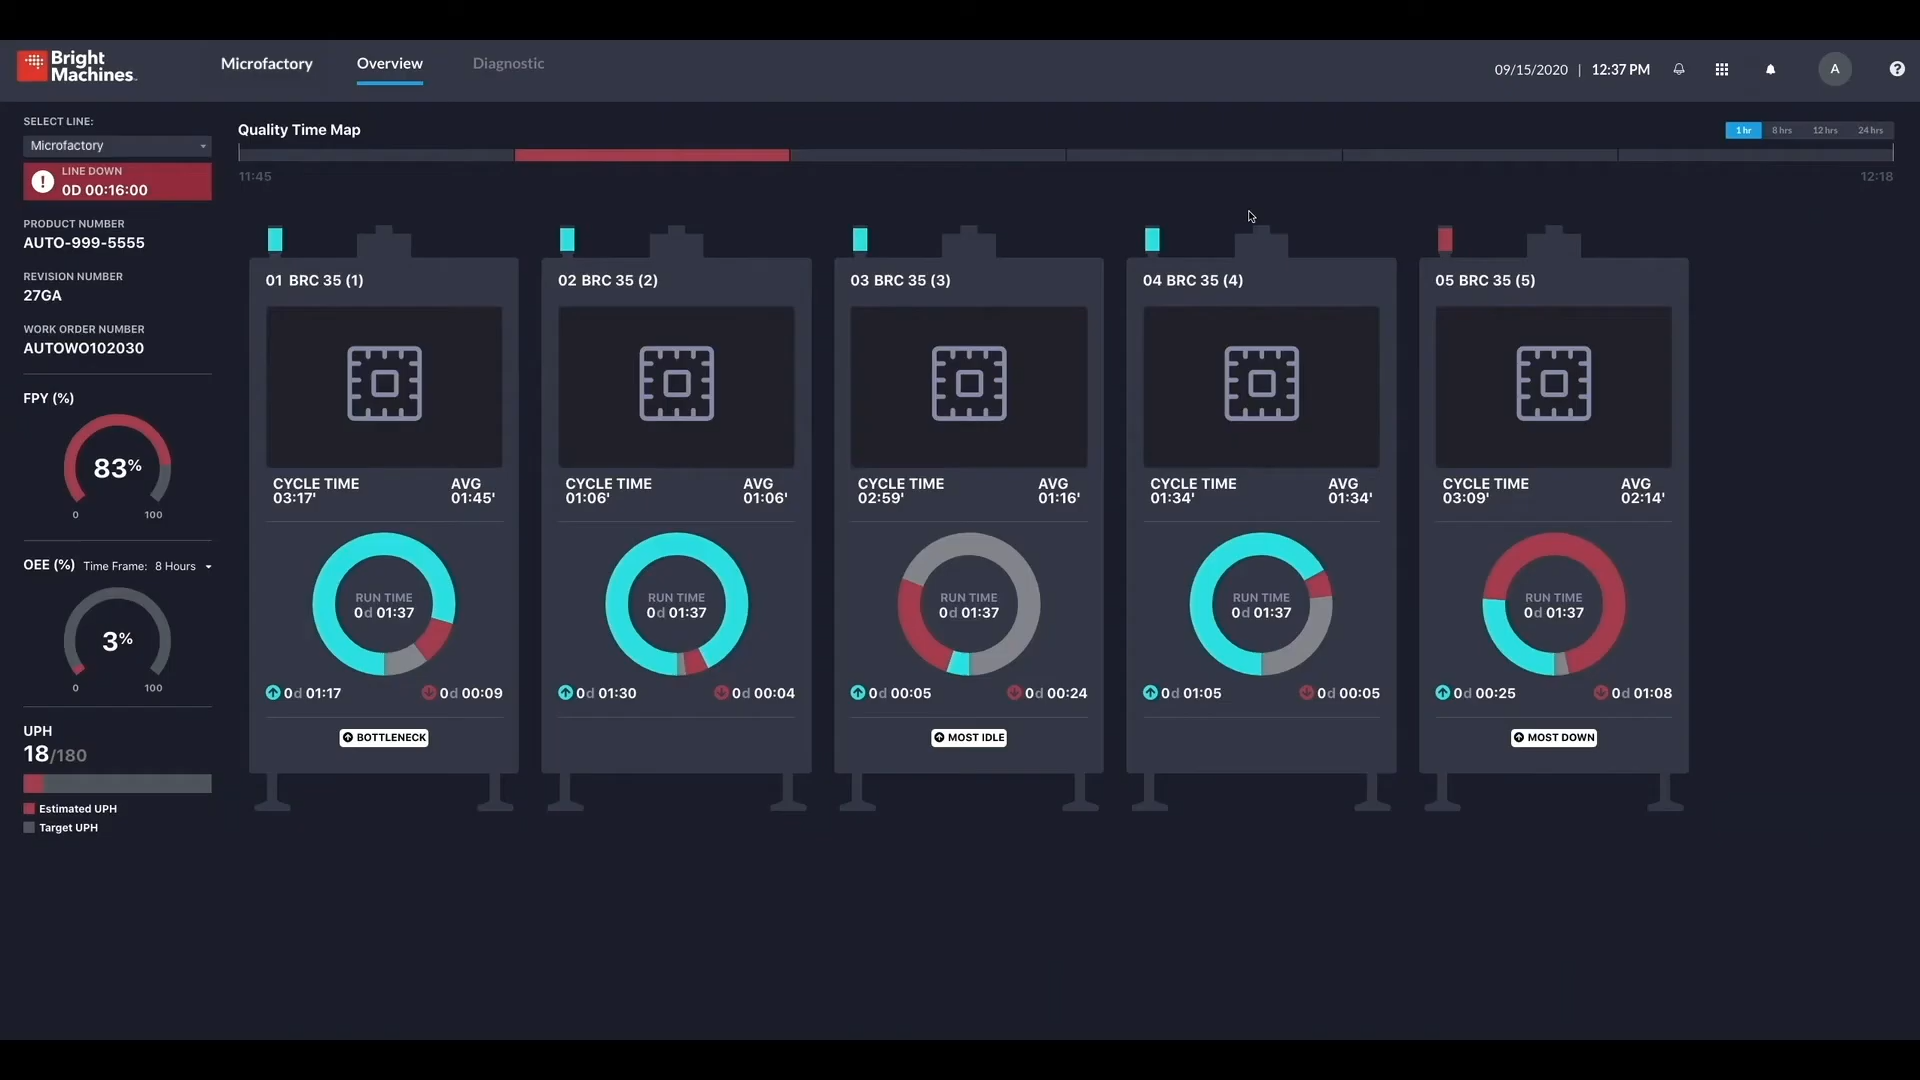 Bright
Machines
Microfactory
Overview
Diagnostic
09/15/2020 | 12:37 PM
A
?
SELECT LINE:
Microfactory
!
LINE DOWN
0D 00:16:00
PRODUCT NUMBER
AUTO-999-5555
REVISION NUMBER
27GA
WORK ORDER NUMBER
AUTOWO102030
FPY (%)
83%
0 100
OEE (%) Time Frame: 8 Hours
3%
0 100
UPH
18/180
Estimated UPH
Target UPH
Quality Time Map
1 hr 8 hrs 12 hrs 24 hrs
11:45 12:18
01 BRC 35 (1)
CYCLE TIME AVG
03:17' 01:45'
RUN TIME
0d 01:37
0d 01:17 0d 00:09
BOTTLENECK
02 BRC 35 (2)
CYCLE TIME AVG
01:06' 01:06'
RUN TIME
0d 01:37
0d 01:30 0d 00:04
03 BRC 35 (3)
CYCLE TIME AVG
02:59' 01:16'
RUN TIME
0d 01:37
0d 00:05 0d 00:24
MOST IDLE
04 BRC 35 (4)
CYCLE TIME AVG
01:34' 01:34'
RUN TIME
0d 01:37
0d 01:05 0d 00:05
05 BRC 35 (5)
CYCLE TIME AVG
03:09' 02:14'
RUN TIME
0d 01:37
0d 00:25 0d 01:08
MOST DOWN